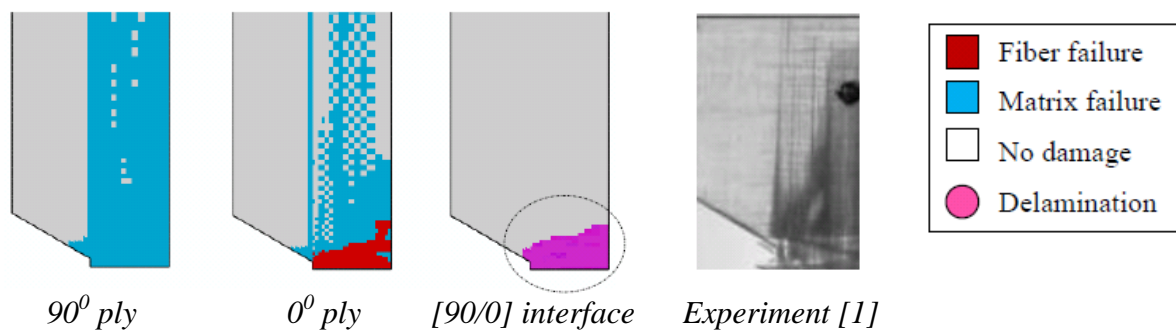 Fiber failure
Matrix failure
No damage
Delamination
90⁰ ply
0⁰ ply
[90/0] interface
Experiment [1]